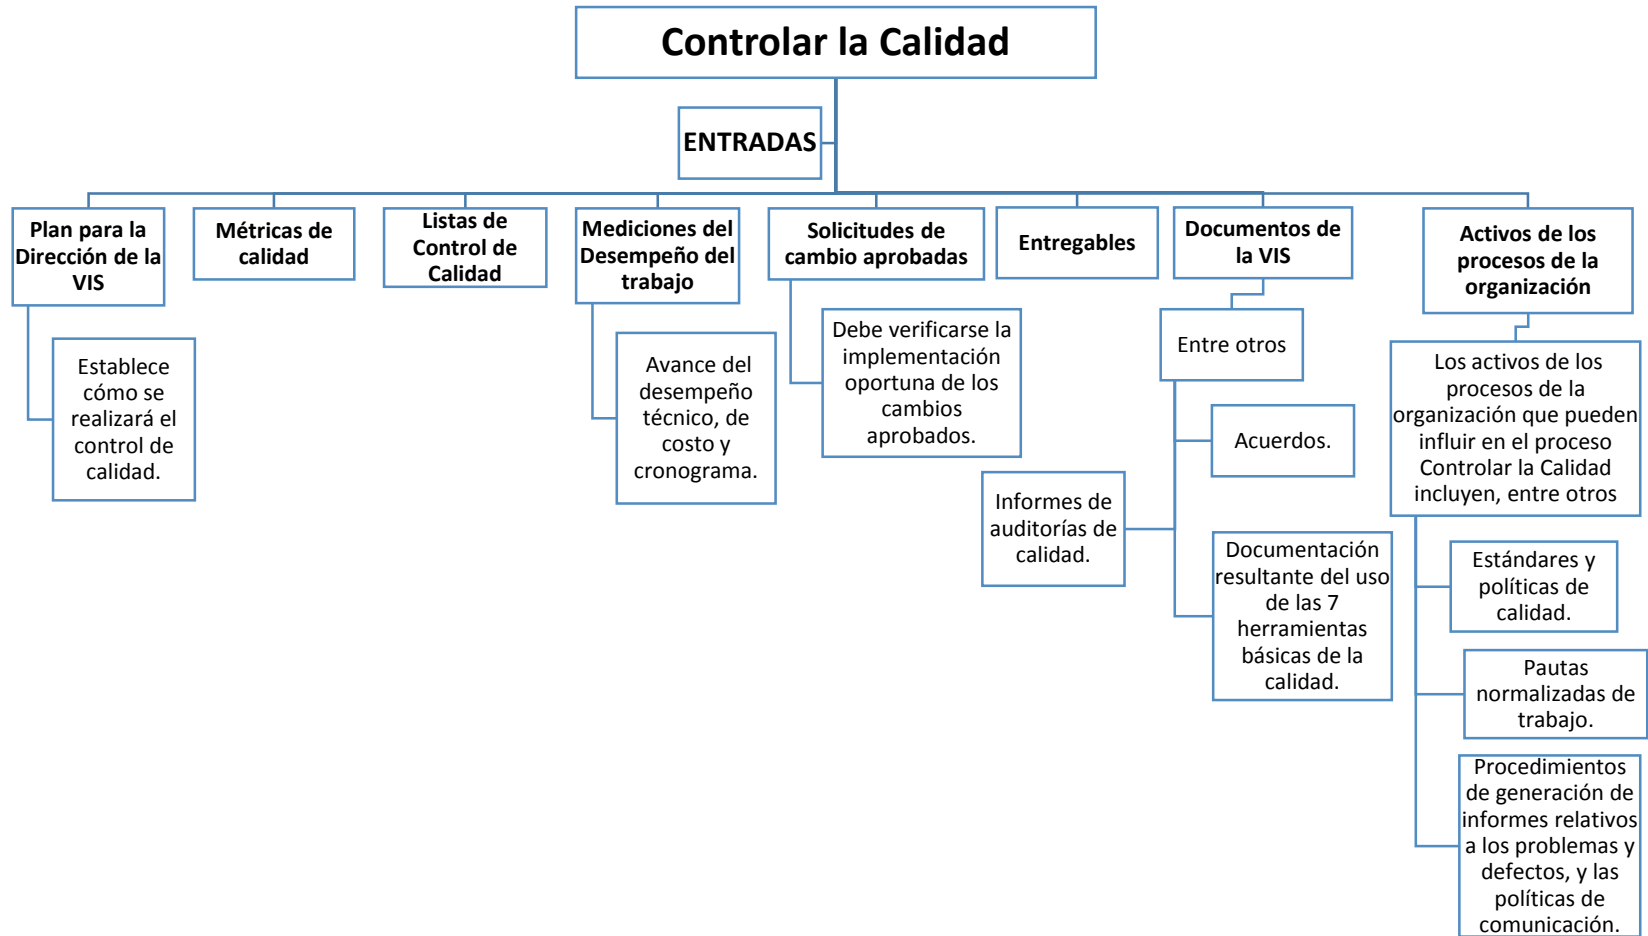 Controlar la Calidad
ENTRADAS
Plan para la
Dirección de la
VIS
Establece
cómo se
realizará el
control de
calidad.
Métricas de
calidad
Listas de
Control de
Calidad
Mediciones del
Desempeño del
trabajo
Avance del
desempeño
técnico, de
costo y
cronograma.
Solicitudes de
cambio aprobadas
Debe verificarse la
implementación
oportuna de los
cambios
aprobados.
Entregables
Documentos de
la VIS
Entre otros
Acuerdos.
Informes de
auditorías de
calidad.
Documentación
resultante del uso
de las 7
herramientas
básicas de la
calidad.
Activos de los
procesos de la
organización
Los activos de los
procesos de la
organización que pueden
influir en el proceso
Controlar la Calidad
incluyen, entre otros
Estándares y
políticas de
calidad.
Pautas
normalizadas de
trabajo.
Procedimientos
de generación de
informes relativos
a los problemas y
defectos, y las
políticas de
comunicación.